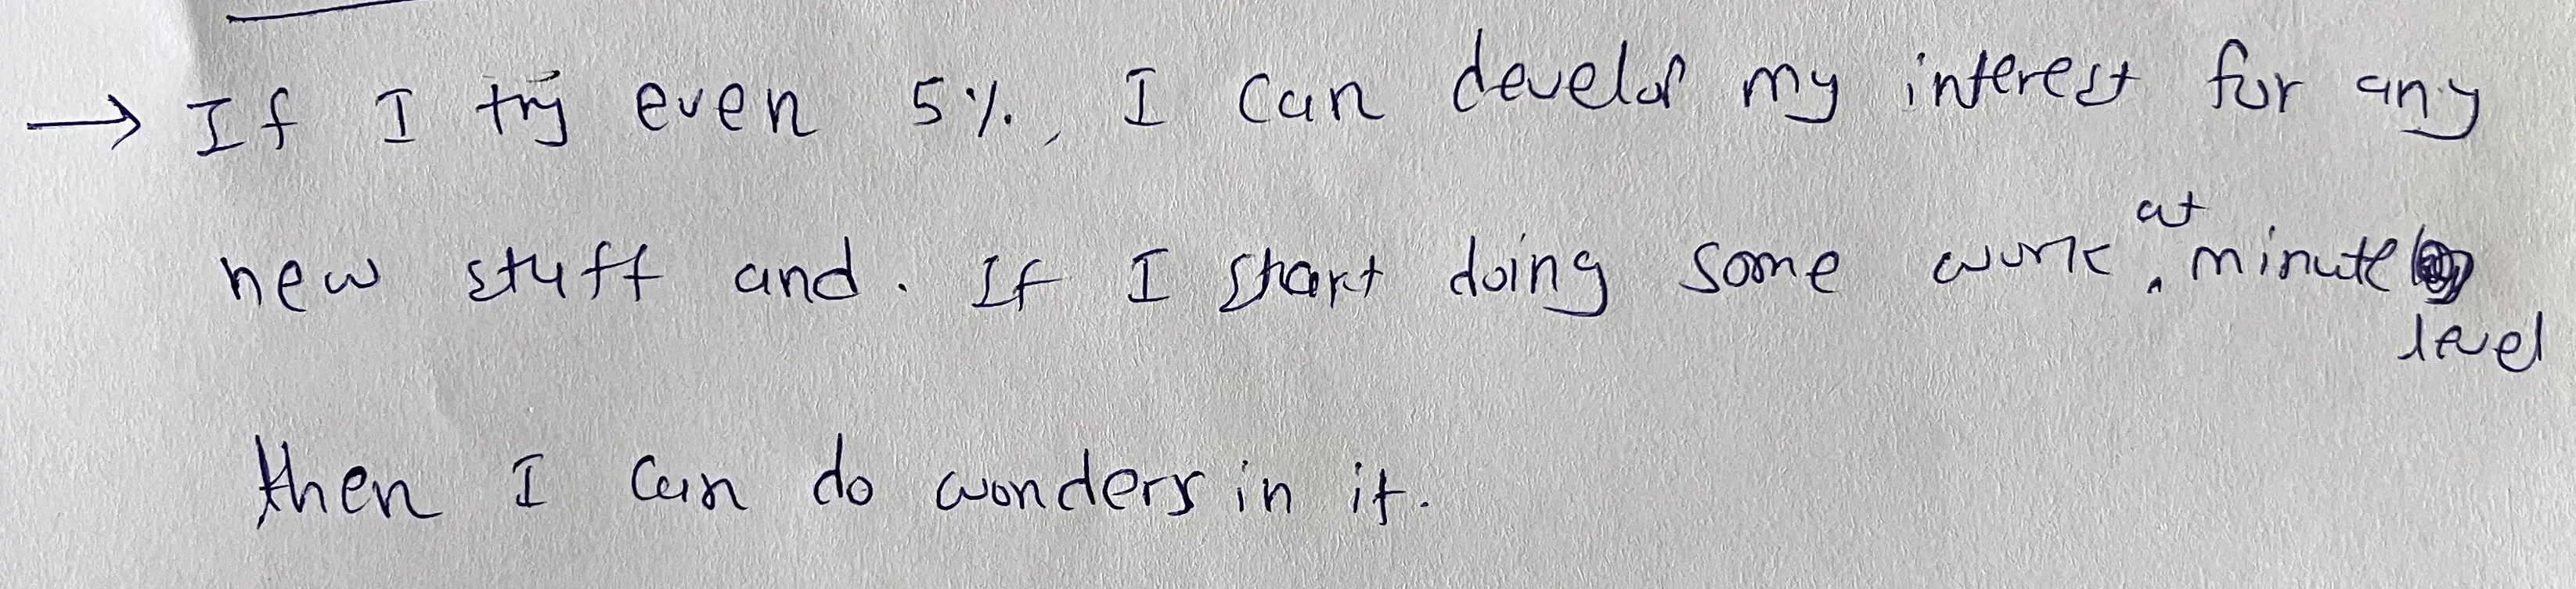 → If I try even 5%, I can develop my interest for any
new stuff and. If I start doing some work at minute
level
then I can do wonders in it.